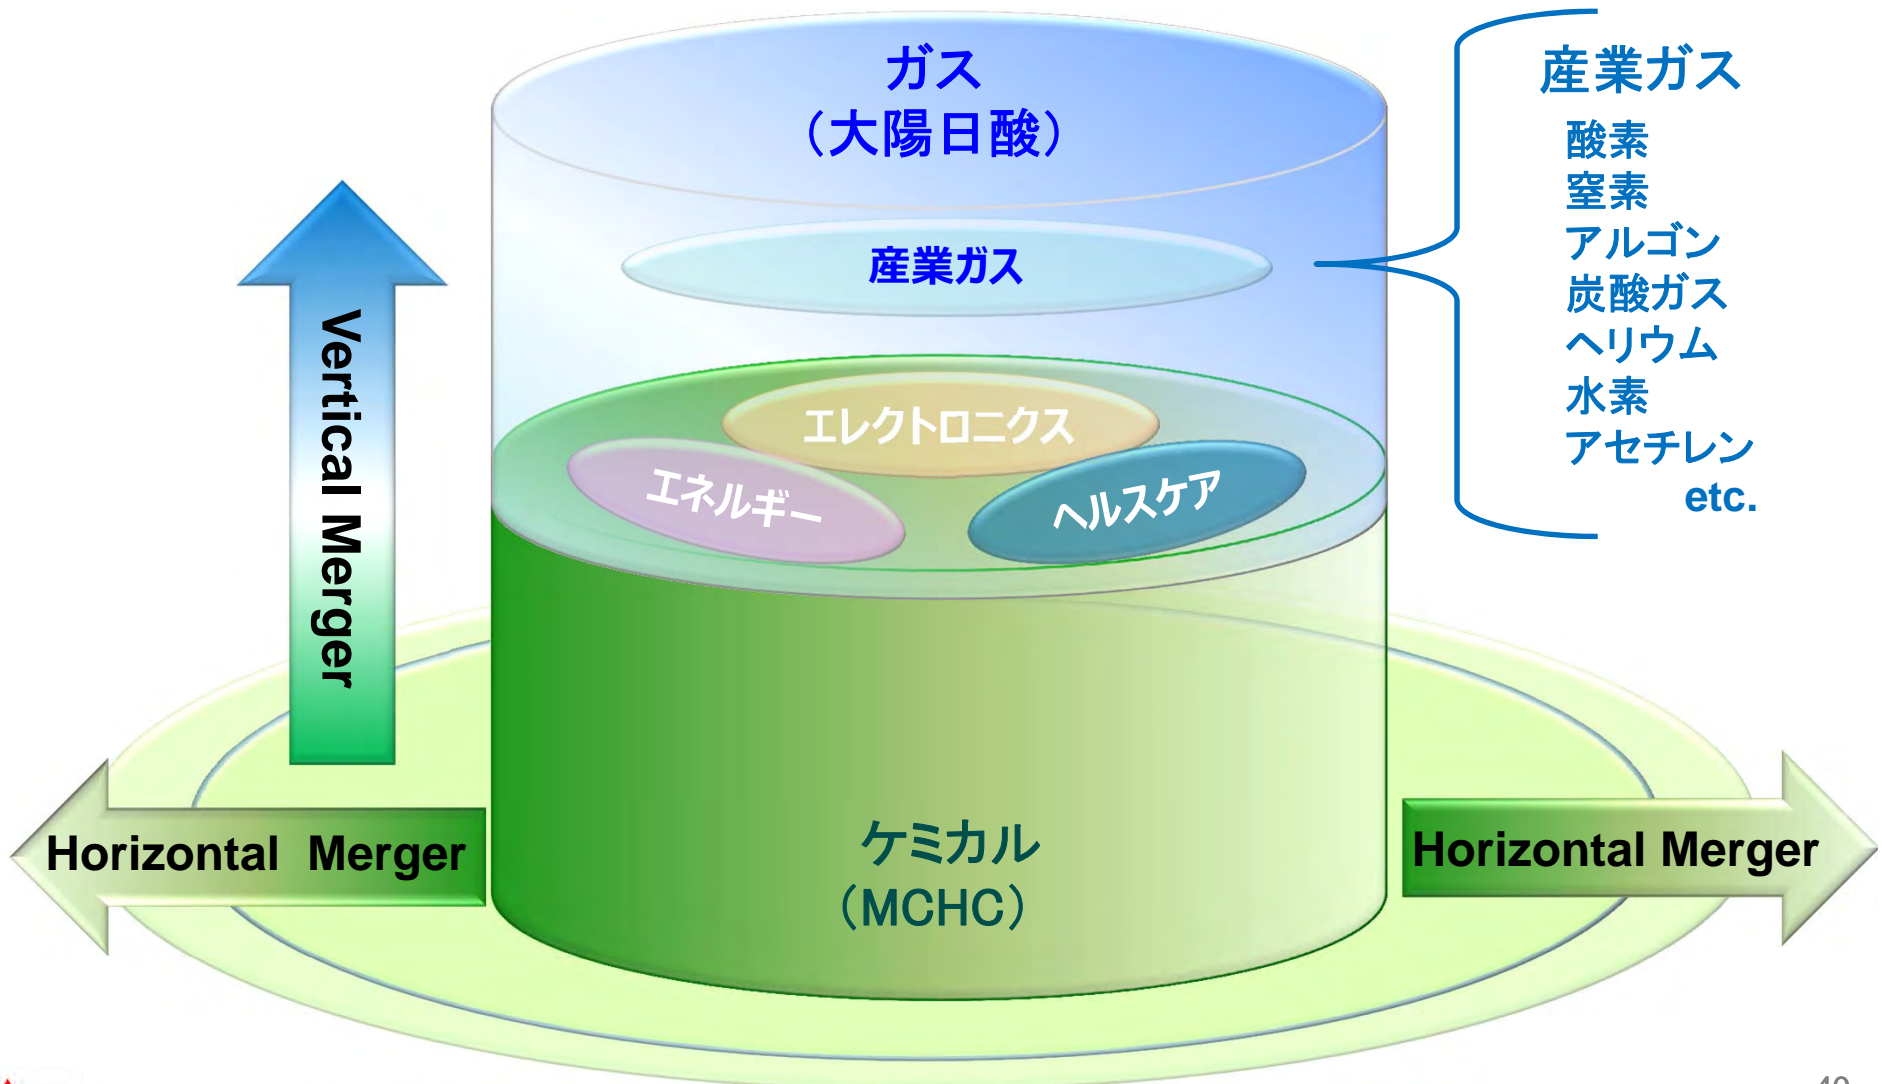 ガス
（大陽日酸）
産業ガス
エレクトロニクス
エネルギー
ヘルスケア
ケミカル
（MCHC）
Vertical Merger
Horizontal Merger
Horizontal Merger
産業ガス
酸素
窒素
アルゴン
炭酸ガス
ヘリウム
水素
アセチレン
etc.